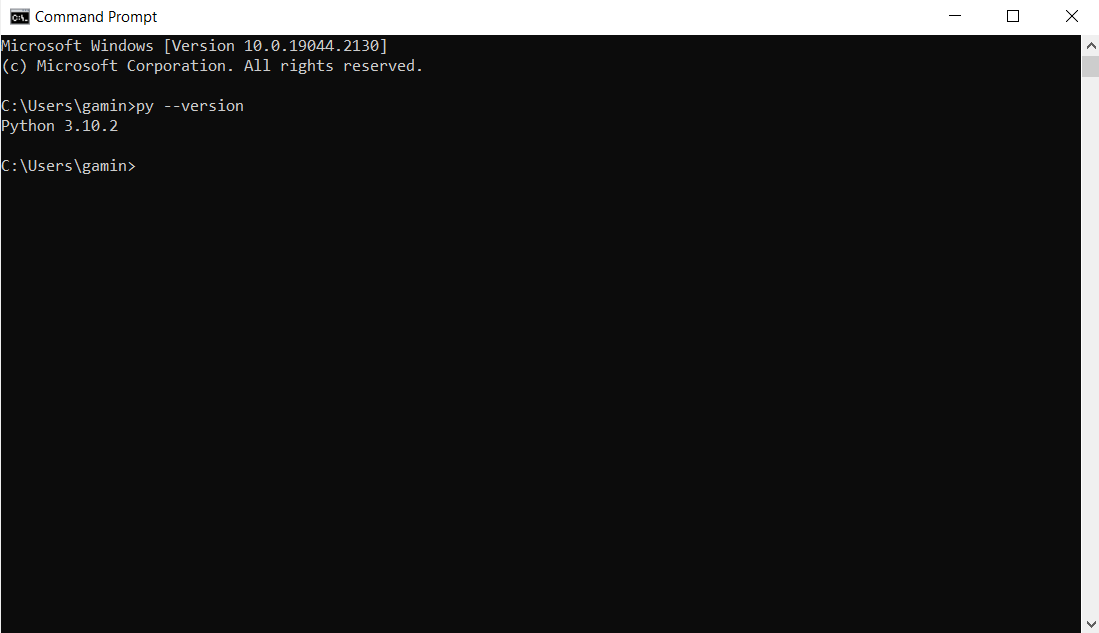 Command Prompt
Microsoft Windows [Version 10.0.19044.2130]
(c) Microsoft Corporation. All rights reserved.
C:\Users\gamin>py --version
Python 3.10.2
C:\Users\gamin>